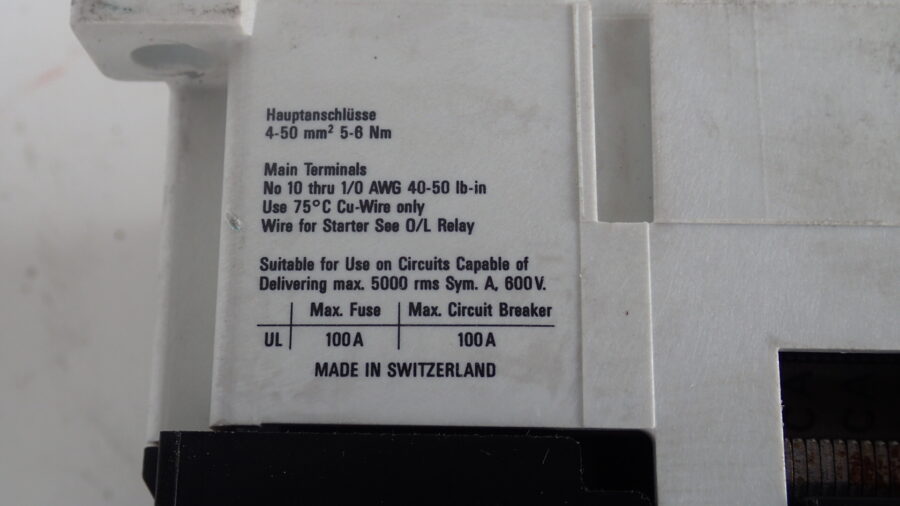 Hauptanschlüsse
4-50 mm² 5-6 Nm
Main Terminals
No 10 thru 1/0 AWG 40-50 lb-in
Use 75°C Cu-Wire only
Wire for Starter See O/L Relay
Suitable for Use on Circuits Capable of
Delivering max. 5000 rms Sym. A, 600V.
Max. Fuse Max. Circuit Breaker
UL 100A 100A
MADE IN SWITZERLAND